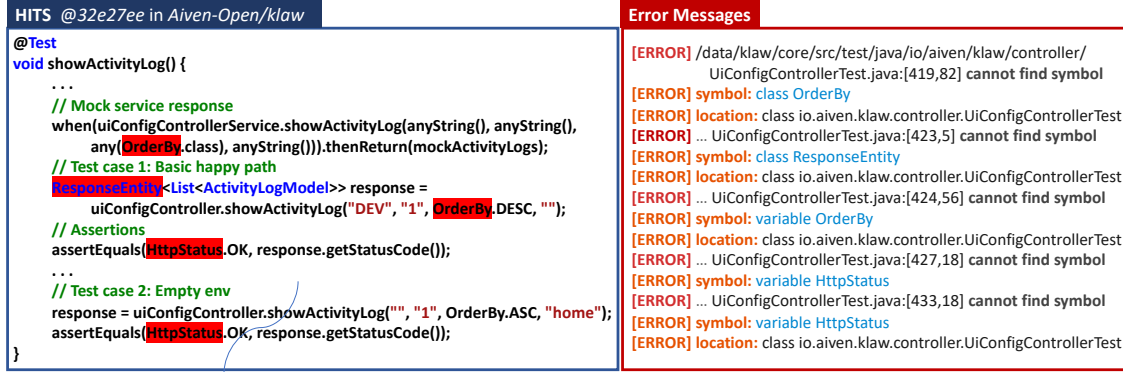 HITS @32e27ee in Aiven-Open/klaw
@Test
void showActivityLog() {
. . .
// Mock service response
when(uiConfigControllerService.showActivityLog(anyString(), anyString(),
any(OrderBy.class), anyString())).thenReturn(mockActivityLogs);
// Test case 1: Basic happy path
ResponseEntity<List<ActivityLogModel>> response =
uiConfigController.showActivityLog("DEV", "1", OrderBy.DESC, "");
// Assertions
assertEquals(HttpStatus.OK, response.getStatusCode());
. . .
// Test case 2: Empty env
response = uiConfigController.showActivityLog("", "1", OrderBy.ASC, "home");
assertEquals(HttpStatus.OK, response.getStatusCode());
}
Error Messages
[ERROR] /data/klaw/core/src/test/java/io/aiven/klaw/controller/
UiConfigControllerTest.java:[419,82] cannot find symbol
[ERROR] symbol: class OrderBy
[ERROR] location: class io.aiven.klaw.controller.UiConfigControllerTest
[ERROR] ... UiConfigControllerTest.java:[423,5] cannot find symbol
[ERROR] symbol: class ResponseEntity
[ERROR] location: class io.aiven.klaw.controller.UiConfigControllerTest
[ERROR] ... UiConfigControllerTest.java:[424,56] cannot find symbol
[ERROR] symbol: variable OrderBy
[ERROR] location: class io.aiven.klaw.controller.UiConfigControllerTest
[ERROR] ... UiConfigControllerTest.java:[427,18] cannot find symbol
[ERROR] symbol: variable HttpStatus
[ERROR] ... UiConfigControllerTest.java:[433,18] cannot find symbol
[ERROR] symbol: variable HttpStatus
[ERROR] location: class io.aiven.klaw.controller.UiConfigControllerTest